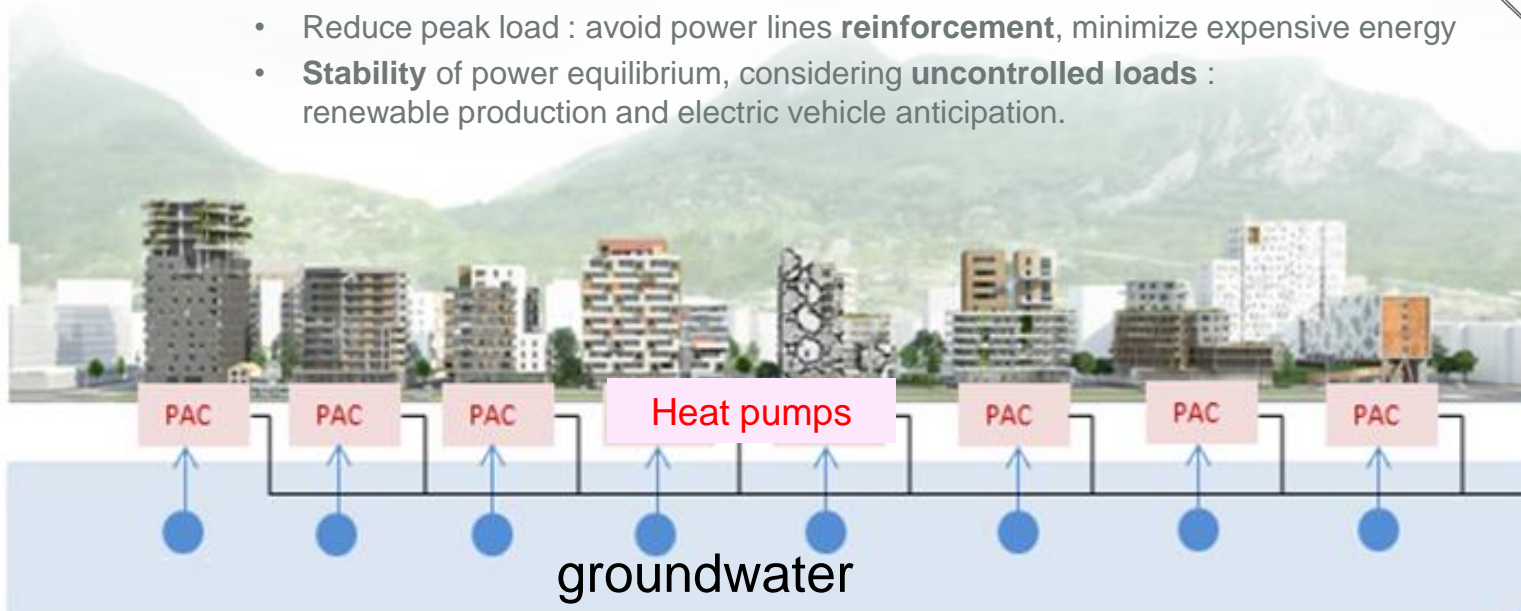 • Reduce peak load : avoid power lines reinforcement, minimize expensive energy
• Stability of power equilibrium, considering uncontrolled loads :
renewable production and electric vehicle anticipation.
PAC PAC PAC Heat pumps PAC PAC PAC
groundwater